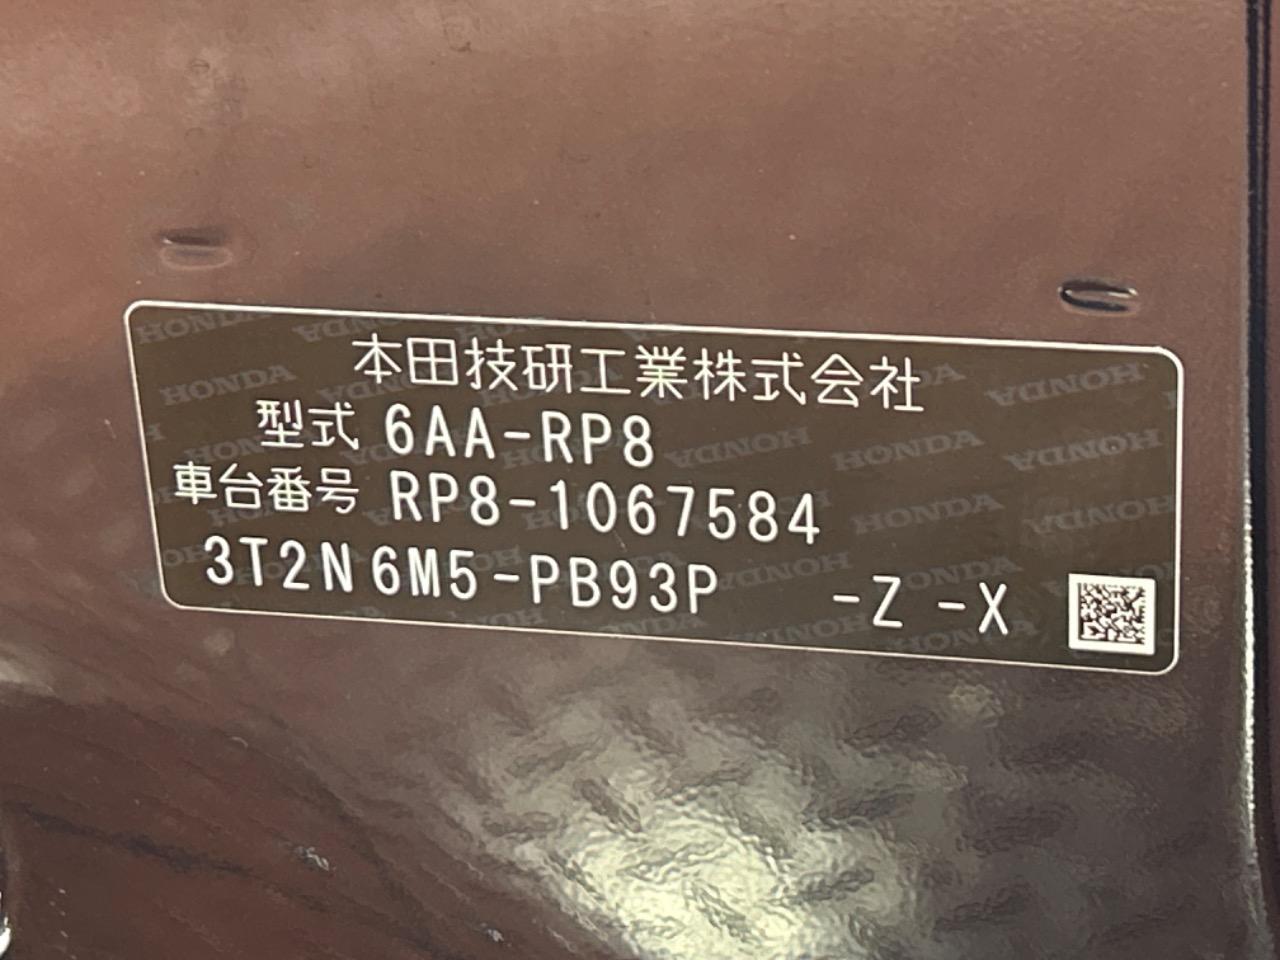 本田技研工業株式会社
型式 6AA-RP8
車台番号 RP8-1067584
3T2N6M5-PB93P -Z -X